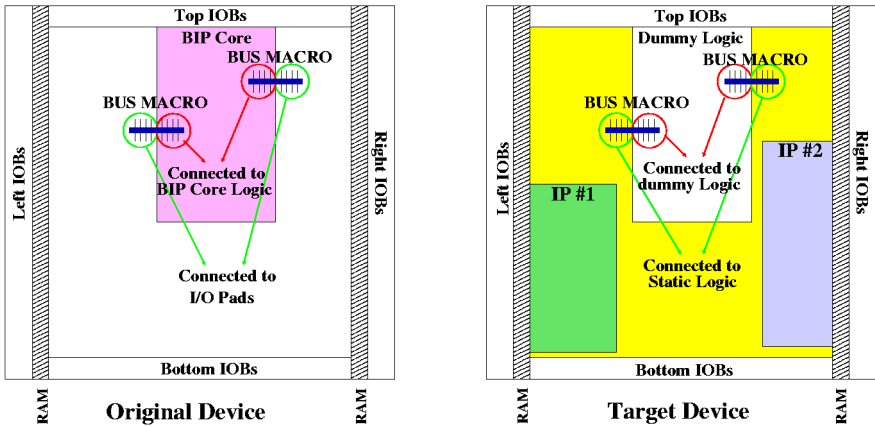 Top IOBs
BIP Core
BUS MACRO
BUS MACRO
Left IOBs
Right IOBs
Connected to
BIP Core Logic
Connected to
I/O Pads
Bottom IOBs
RAM
RAM
Original Device
Top IOBs
Dummy Logic
BUS MACRO
BUS MACRO
Left IOBs
Right IOBs
IP #2
Connected to
dummy Logic
IP #1
Connected to
Static Logic
Bottom IOBs
RAM
RAM
Target Device